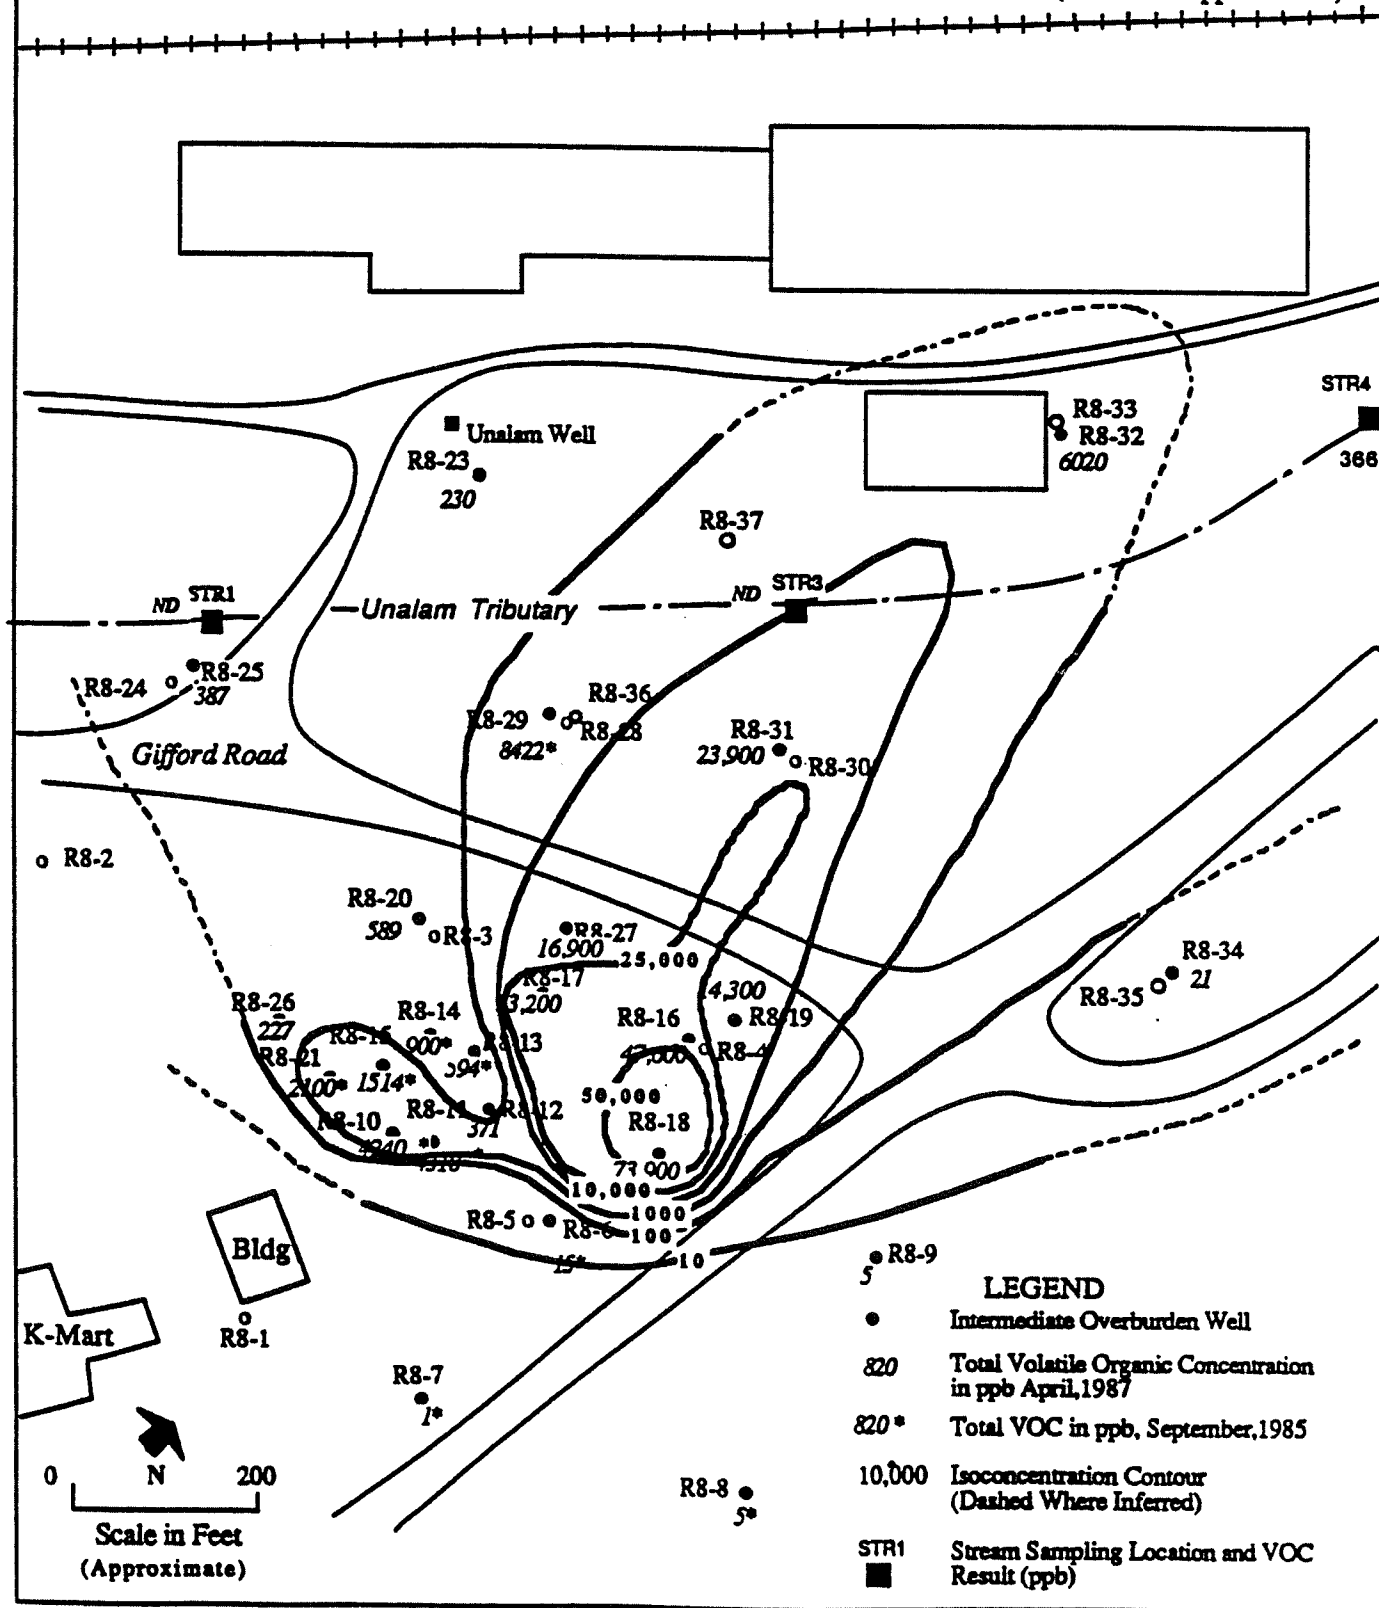 STR4
366
R8-33
R8-32
6020
Unalam Well
R8-23
230
R8-37
ND STR1
Unalam Tributary
ND STR3
R8-25
R8-24
387
R8-36
R8-29
R8-28
8422*
Gifford Road
R8-31
23,900
R8-30
R8-2
R8-20
589
R8-3
R8-27
16,900
25,000
R8-17
R8-34
21
R8-35
4,300
R8-26
227
R8-14
900*
R8-16
R8-19
R8-15
R8-13
594*
47,000
R8-4
R8-21
2100*
1514*
50,000
R8-10
R8-11
R8-12
371
R8-18
73,900
10,000
1000
100
10
R8-5
R8-6
15*
Bldg
R8-9
5
K-Mart
R8-1
R8-7
1*
N
0 200
Scale in Feet
(Approximate)
R8-8
5*
LEGEND
Intermediate Overburden Well
820 Total Volatile Organic Concentration
in ppb April,1987
820 * Total VOC in ppb, September,1985
10,000 Isoconcentration Contour
(Dashed Where Inferred)
STR1 Stream Sampling Location and VOC
Result (ppb)